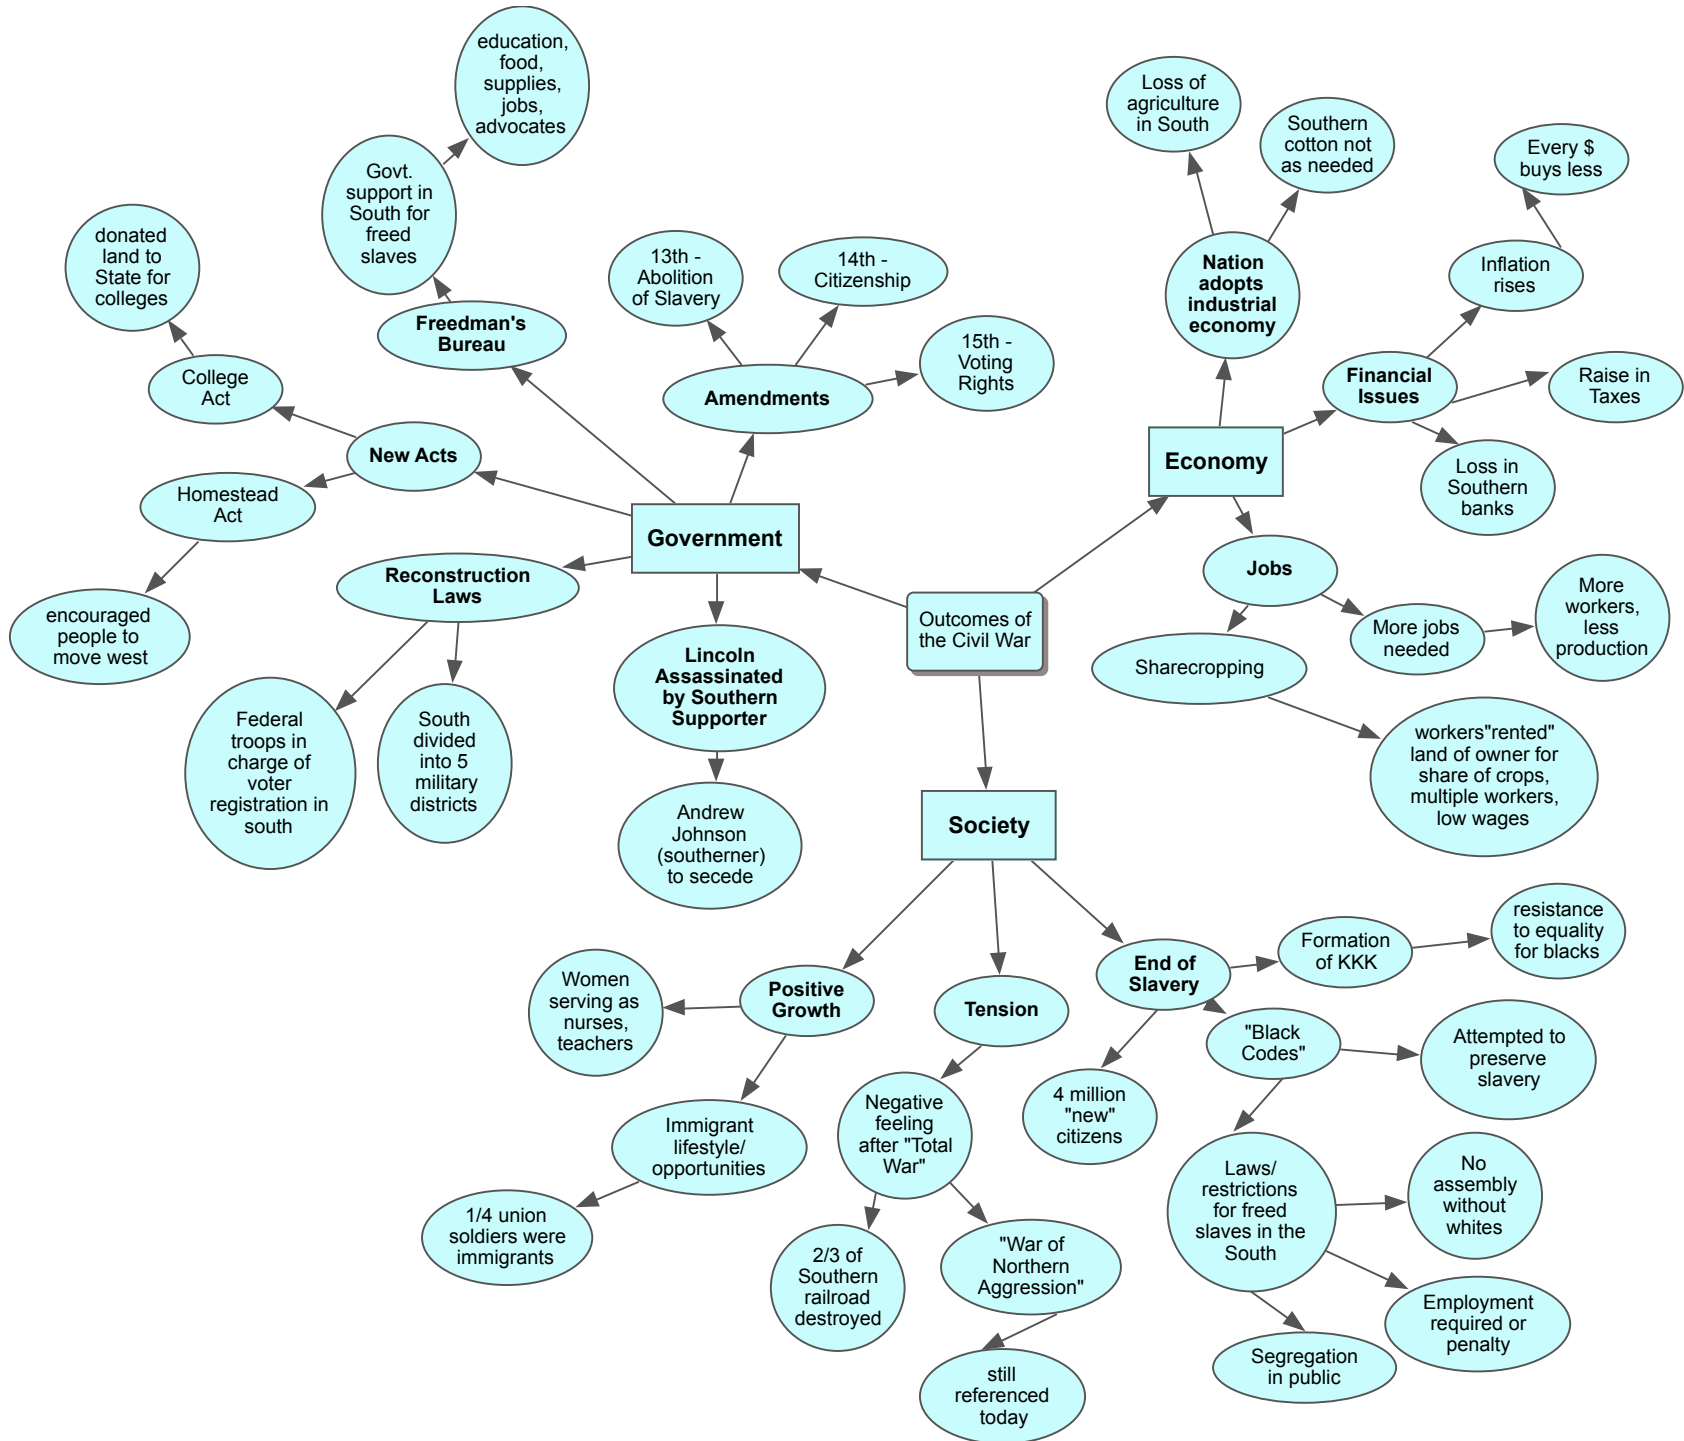 education,
food,
supplies,
jobs,
advocates
Govt.
support in
South for
freed
slaves
donated
land to
State for
colleges
Freedman's
Bureau
College
Act
New Acts
Homestead
Act
encouraged
people to
move west
13th -
Abolition
of Slavery
14th -
Citizenship
15th -
Voting
Rights
Amendments
Government
Reconstruction
Laws
Federal
troops in
charge of
voter
registration in
south
South
divided
into 5
military
districts
Lincoln
Assassinated
by Southern
Supporter
Andrew
Johnson
(southerner)
to secede
Outcomes of
the Civil War
Loss of
agriculture
in South
Southern
cotton not
as needed
Nation
adopts
industrial
economy
Every $
buys less
Inflation
rises
Financial
Issues
Raise in
Taxes
Loss in
Southern
banks
Economy
Jobs
More jobs
needed
More
workers,
less
production
Sharecropping
workers"rented"
land of owner for
share of crops,
multiple workers,
low wages
Society
Positive
Growth
Women
serving as
nurses,
teachers
Immigrant
lifestyle/
opportunities
1/4 union
soldiers were
immigrants
Tension
Negative
feeling
after "Total
War"
2/3 of
Southern
railroad
destroyed
"War of
Northern
Aggression"
still
referenced
today
End of
Slavery
4 million
"new"
citizens
Formation
of KKK
resistance
to equality
for blacks
"Black
Codes"
Attempted to
preserve
slavery
Laws/
restrictions
for freed
slaves in the
South
No
assembly
without
whites
Employment
required or
penalty
Segregation
in public